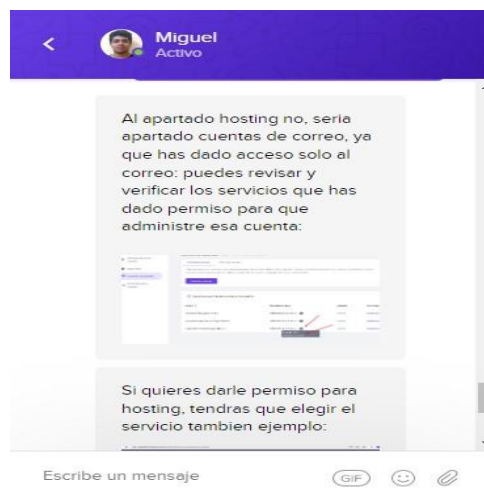 Miguel
Activo
Al apartado hosting no, seria
apartado cuentas de correo, ya
que has dado acceso solo al
correo: puedes revisar y
verificar los servicios que has
dado permiso para que
administre esa cuenta:
Si quieres darle permiso para
hosting, tendras que elegir el
servicio tambien ejemplo:
Escribe un mensaje
GIF